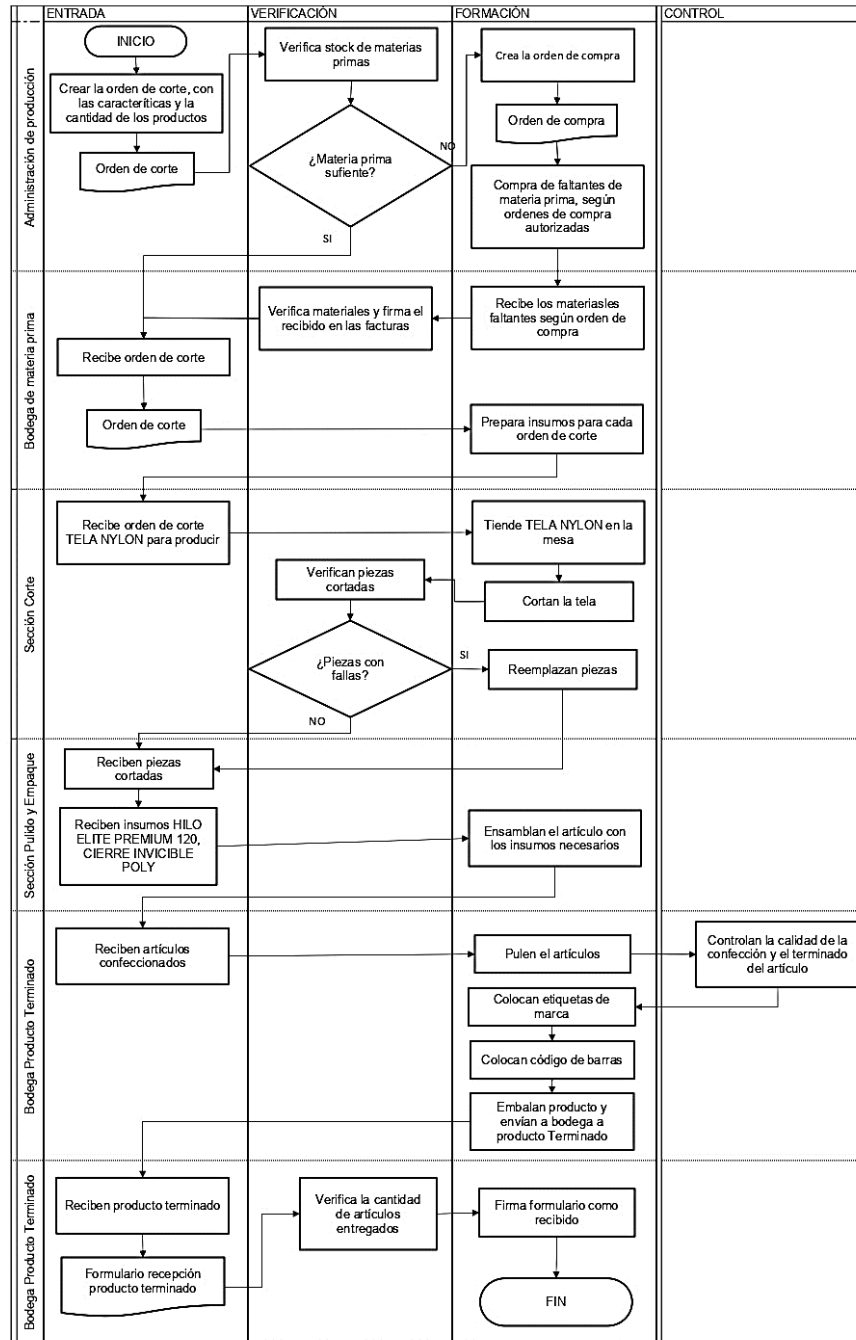 ENTRADA
VERIFICACIÓN
FORMACIÓN
CONTROL
Administración de producción
INICIO
Crear la orden de corte, con
las caracteríticas y la
cantidad de los productos
Orden de corte
Verifica stock de materias
primas
¿Materia prima
sufiente?
NO
SI
Crea la orden de compra
Orden de compra
Compra de faltantes de
materia prima, según
ordenes de compra
autorizadas
Bodega de materia prima
Recibe los materiasles
faltantes según orden de
compra
Verifica materiales y firma el
recibido en las facturas
Recibe orden de corte
Orden de corte
Prepara insumos para cada
orden de corte
Sección Corte
Recibe orden de corte
TELA NYLON para producir
Tiende TELA NYLON en la
mesa
Cortan la tela
Verifican piezas
cortadas
¿Piezas con
fallas?
SI
NO
Reemplazan piezas
Sección Pulido y Empaque
Reciben piezas
cortadas
Reciben insumos HILO
ELITE PREMIUM 120,
CIERRE INVICIBLE
POLY
Ensamblan el artículo con
los insumos necesarios
Bodega Producto Terminado
Reciben artículos
confeccionados
Pulen el artículos
Controlan la calidad de la
confección y el terminado
del artículo
Colocan etiquetas de
marca
Colocan código de barras
Embalan producto y
envían a bodega a
producto Terminado
Bodega Producto Terminado
Reciben producto terminado
Formulario recepción
producto terminado
Verifica la cantidad
de artículos
entregados
Firma formulario como
recibido
FIN